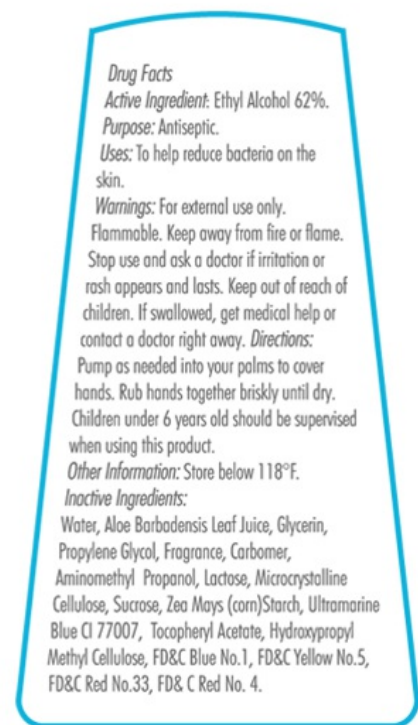 Drug Facts
Active Ingredient: Ethyl Alcohol 62%.
Purpose: Antiseptic.
Uses: To help reduce bacteria on the
skin.
Warnings: For external use only.
Flammable. Keep away from fire or flame.
Stop use and ask a doctor if irritation or
rash appears and lasts. Keep out of reach of
children. If swallowed, get medical help or
contact a doctor right away. Directions:
Pump as needed into your palms to cover
hands. Rub hands together briskly until dry.
Children under 6 years old should be supervised
when using this product.
Other Information: Store below 118°F.
Inactive Ingredients:
Water, Aloe Barbadensis Leaf Juice, Glycerin,
Propylene Glycol, Fragrance, Carbomer,
Aminomethyl Propanol, Lactose, Microcrystalline
Cellulose, Sucrose, Zea Mays (corn)Starch, Ultramarine
Blue CI 77007, Tocopheryl Acetate, Hydroxypropyl
Methyl Cellulose, FD&C Blue No.1, FD&C Yellow No.5,
FD&C Red No.33, FD& C Red No. 4.